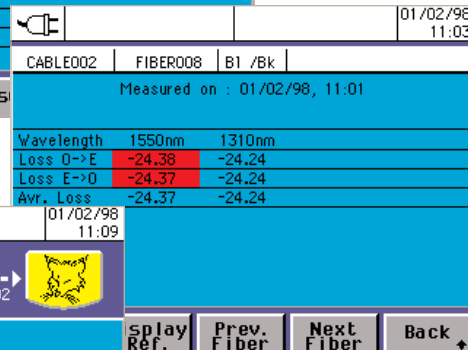 01/02/98
11:03
CABLE002 FIBER008 B1 /Bk
Measured on : 01/02/98, 11:01
Wavelength 1550nm 1310nm
Loss O->E -24.38 -24.24
Loss E->O -24.37 -24.24
Avr. Loss -24.37 -24.24
01/02/98
11:09
Ref. Prev. Fiber Next Fiber Back